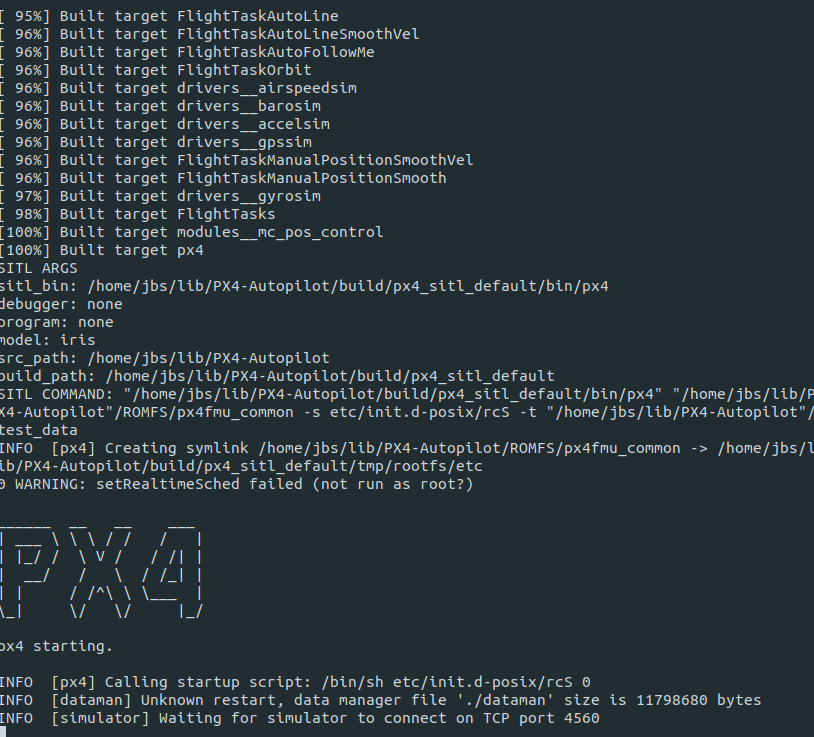 [ 95%] Built target FlightTaskAutoLine
[ 96%] Built target FlightTaskAutoLineSmoothVel
[ 96%] Built target FlightTaskAutoFollowMe
[ 96%] Built target FlightTaskOrbit
[ 96%] Built target drivers__airspeedsim
[ 96%] Built target drivers__barosim
[ 96%] Built target drivers__accelsim
[ 96%] Built target drivers__gpssim
[ 96%] Built target FlightTaskManualPositionSmoothVel
[ 96%] Built target FlightTaskManualPositionSmooth
[ 97%] Built target drivers__gyrosim
[ 98%] Built target FlightTasks
[100%] Built target modules__mc_pos_control
[100%] Built target px4
SITL ARGS
sitl_bin: /home/jbs/lib/PX4-Autopilot/build/px4_sitl_default/bin/px4
debugger: none
program: none
model: iris
src_path: /home/jbs/lib/PX4-Autopilot
build_path: /home/jbs/lib/PX4-Autopilot/build/px4_sitl_default
SITL COMMAND: "/home/jbs/lib/PX4-Autopilot/build/px4_sitl_default/bin/px4" "/home/jbs/lib/P
X4-Autopilot"/ROMFS/px4fmu_common -s etc/init.d-posix/rcS -t "/home/jbs/lib/PX4-Autopilot"/
test_data
INFO  [px4] Creating symlink /home/jbs/lib/PX4-Autopilot/ROMFS/px4fmu_common -> /home/jbs/l
ib/PX4-Autopilot/build/px4_sitl_default/tmp/rootfs/etc
0 WARNING: setRealtimeSched failed (not run as root?)
______  __   __    ___
| ___ \ \ \ / /   /   |
| |_/ /  \ V /   / /| |
|  __/   /   \  / /_| |
| |     / /^\ \ \___  |
\_|     \/   \/     |_/
px4 starting.
INFO  [px4] Calling startup script: /bin/sh etc/init.d-posix/rcS 0
INFO  [dataman] Unknown restart, data manager file './dataman' size is 11798680 bytes
INFO  [simulator] Waiting for simulator to connect on TCP port 4560